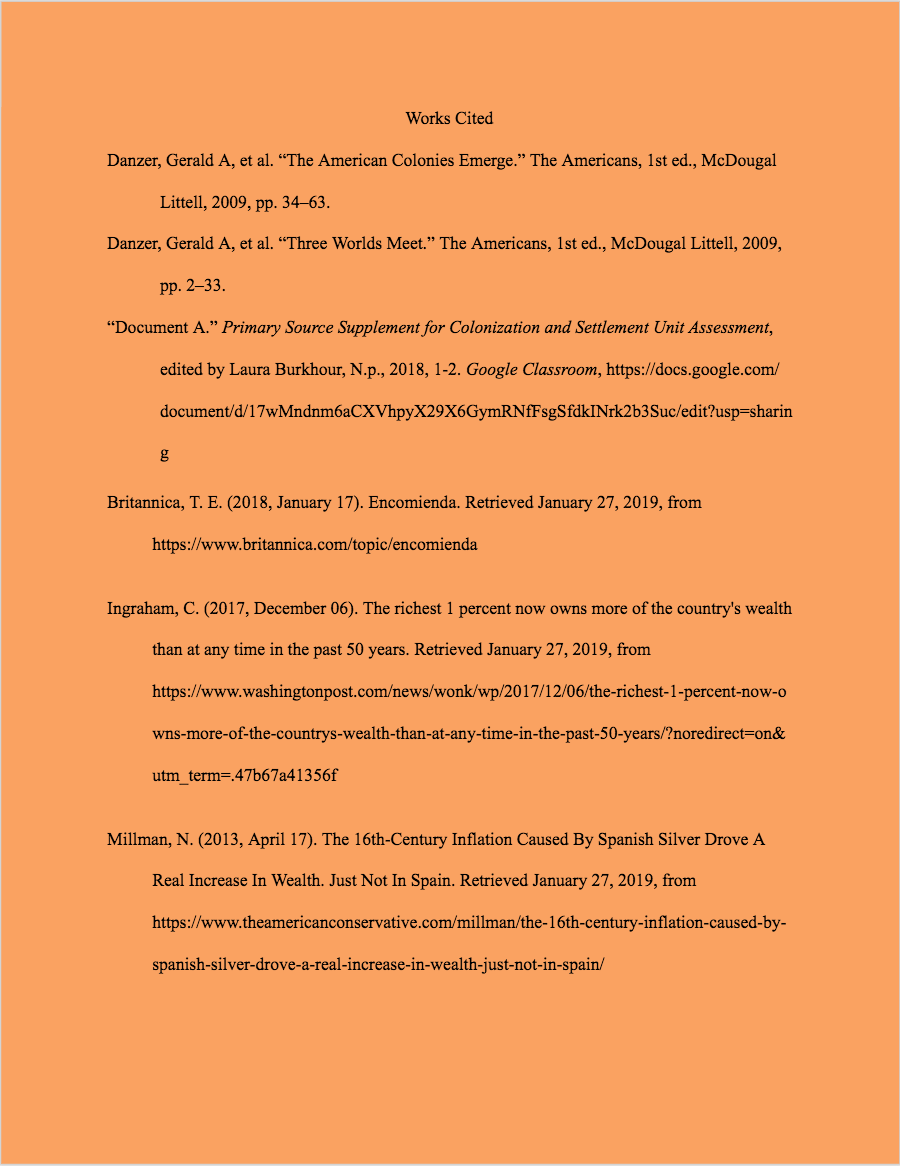 Works Cited
Danzer, Gerald A, et al. “The American Colonies Emerge.” The Americans, 1st ed., McDougal
Littell, 2009, pp. 34–63.
Danzer, Gerald A, et al. “Three Worlds Meet.” The Americans, 1st ed., McDougal Littell, 2009,
pp. 2–33.
“Document A.” Primary Source Supplement for Colonization and Settlement Unit Assessment,
edited by Laura Burkhour, N.p., 2018, 1-2. Google Classroom, https://docs.google.com/
document/d/17wMndnm6aCXVhpyX29X6GymRNfFsgSfdkINrk2b3Suc/edit?usp=sharin
g
Britannica, T. E. (2018, January 17). Encomienda. Retrieved January 27, 2019, from
https://www.britannica.com/topic/encomienda
Ingraham, C. (2017, December 06). The richest 1 percent now owns more of the country's wealth
than at any time in the past 50 years. Retrieved January 27, 2019, from
https://www.washingtonpost.com/news/wonk/wp/2017/12/06/the-richest-1-percent-now-o
wns-more-of-the-countrys-wealth-than-at-any-time-in-the-past-50-years/?noredirect=on&
utm_term=.47b67a41356f
Millman, N. (2013, April 17). The 16th-Century Inflation Caused By Spanish Silver Drove A
Real Increase In Wealth. Just Not In Spain. Retrieved January 27, 2019, from
https://www.theamericanconservative.com/millman/the-16th-century-inflation-caused-by-
spanish-silver-drove-a-real-increase-in-wealth-just-not-in-spain/